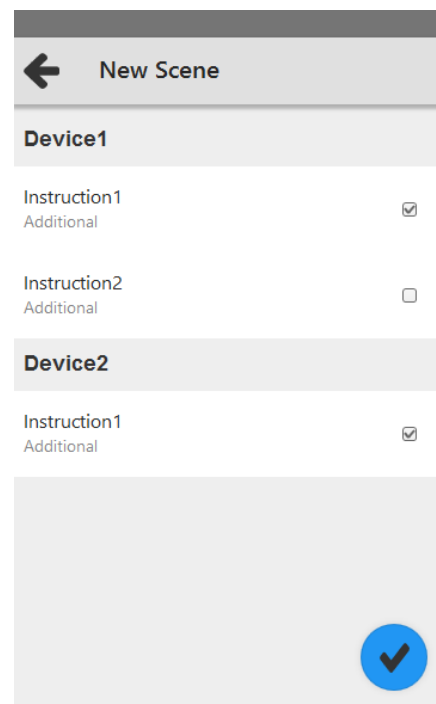 New Scene
Device1
Instruction1
Additional
Instruction2
Additional
Device2
Instruction1
Additional